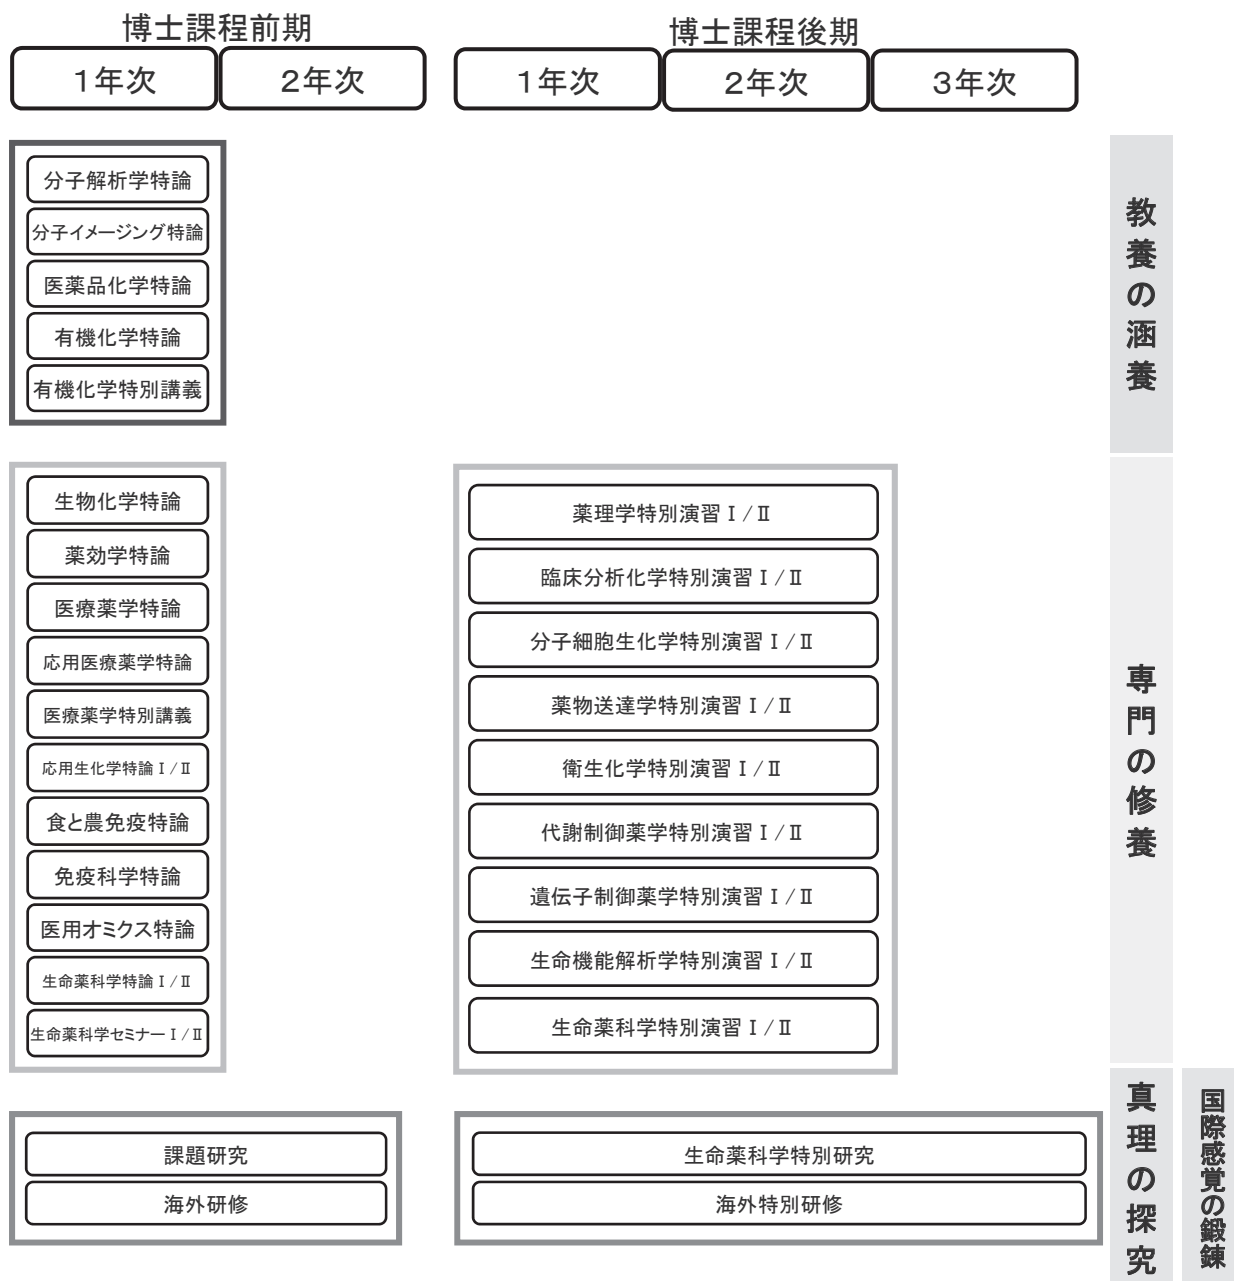 博士課程前期
博士課程後期
1年次
2年次
1年次
2年次
3年次
分子解析学特論
分子イメージング特論
医薬品化学特論
有機化学特論
有機化学特別講義
教養の涵養
生物化学特論
薬効学特論
医療薬学特論
応用医療薬学特論
医療薬学特別講義
応用生化学特論Ⅰ/Ⅱ
食と農免疫特論
免疫科学特論
医用オミクス特論
生命薬科学特論Ⅰ/Ⅱ
生命薬科学セミナーⅠ/Ⅱ
薬理学特別演習Ⅰ/Ⅱ
臨床分析化学特別演習Ⅰ/Ⅱ
分子細胞生化学特別演習Ⅰ/Ⅱ
薬物送達学特別演習Ⅰ/Ⅱ
衛生化学特別演習Ⅰ/Ⅱ
代謝制御薬学特別演習Ⅰ/Ⅱ
遺伝子制御薬学特別演習Ⅰ/Ⅱ
生命機能解析学特別演習Ⅰ/Ⅱ
生命薬科学特別演習Ⅰ/Ⅱ
専門の修養
課題研究
海外研修
生命薬科学特別研究
海外特別研修
真理の探究
国際感覚の鍛錬